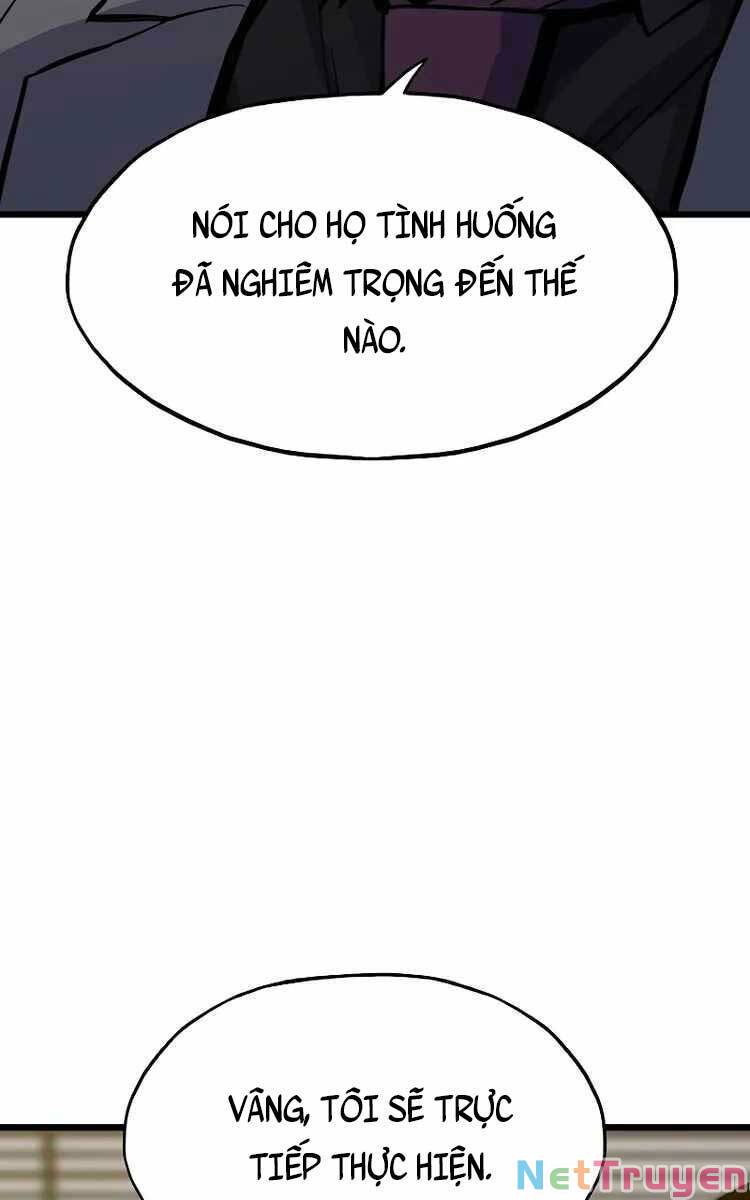 NÓI CHO HỌ TÌNH HUỐNG
ĐÃ NGHIÊM TRỌNG ĐẾN THẾ
NÀO.
VÂNG, TÔI SẼ TRỰC
TIẾP THỰC HIỆN.
NetTruyen